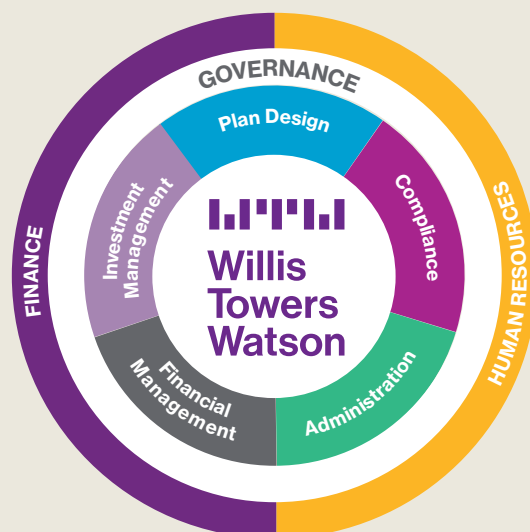 GOVERNANCE
Plan Design
Compliance
Administration
Financial
Management
Investment
Management
FINANCE
HUMAN RESOURCES
Willis
Towers
Watson